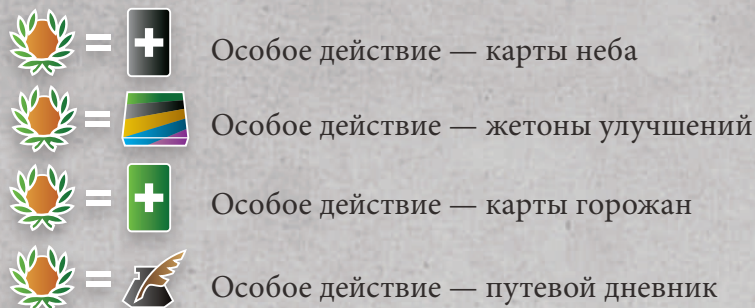 = + Особое действие — карты неба
= Особое действие — жетоны улучшений
= + Особое действие — карты горожан
= Особое действие — путевой дневник